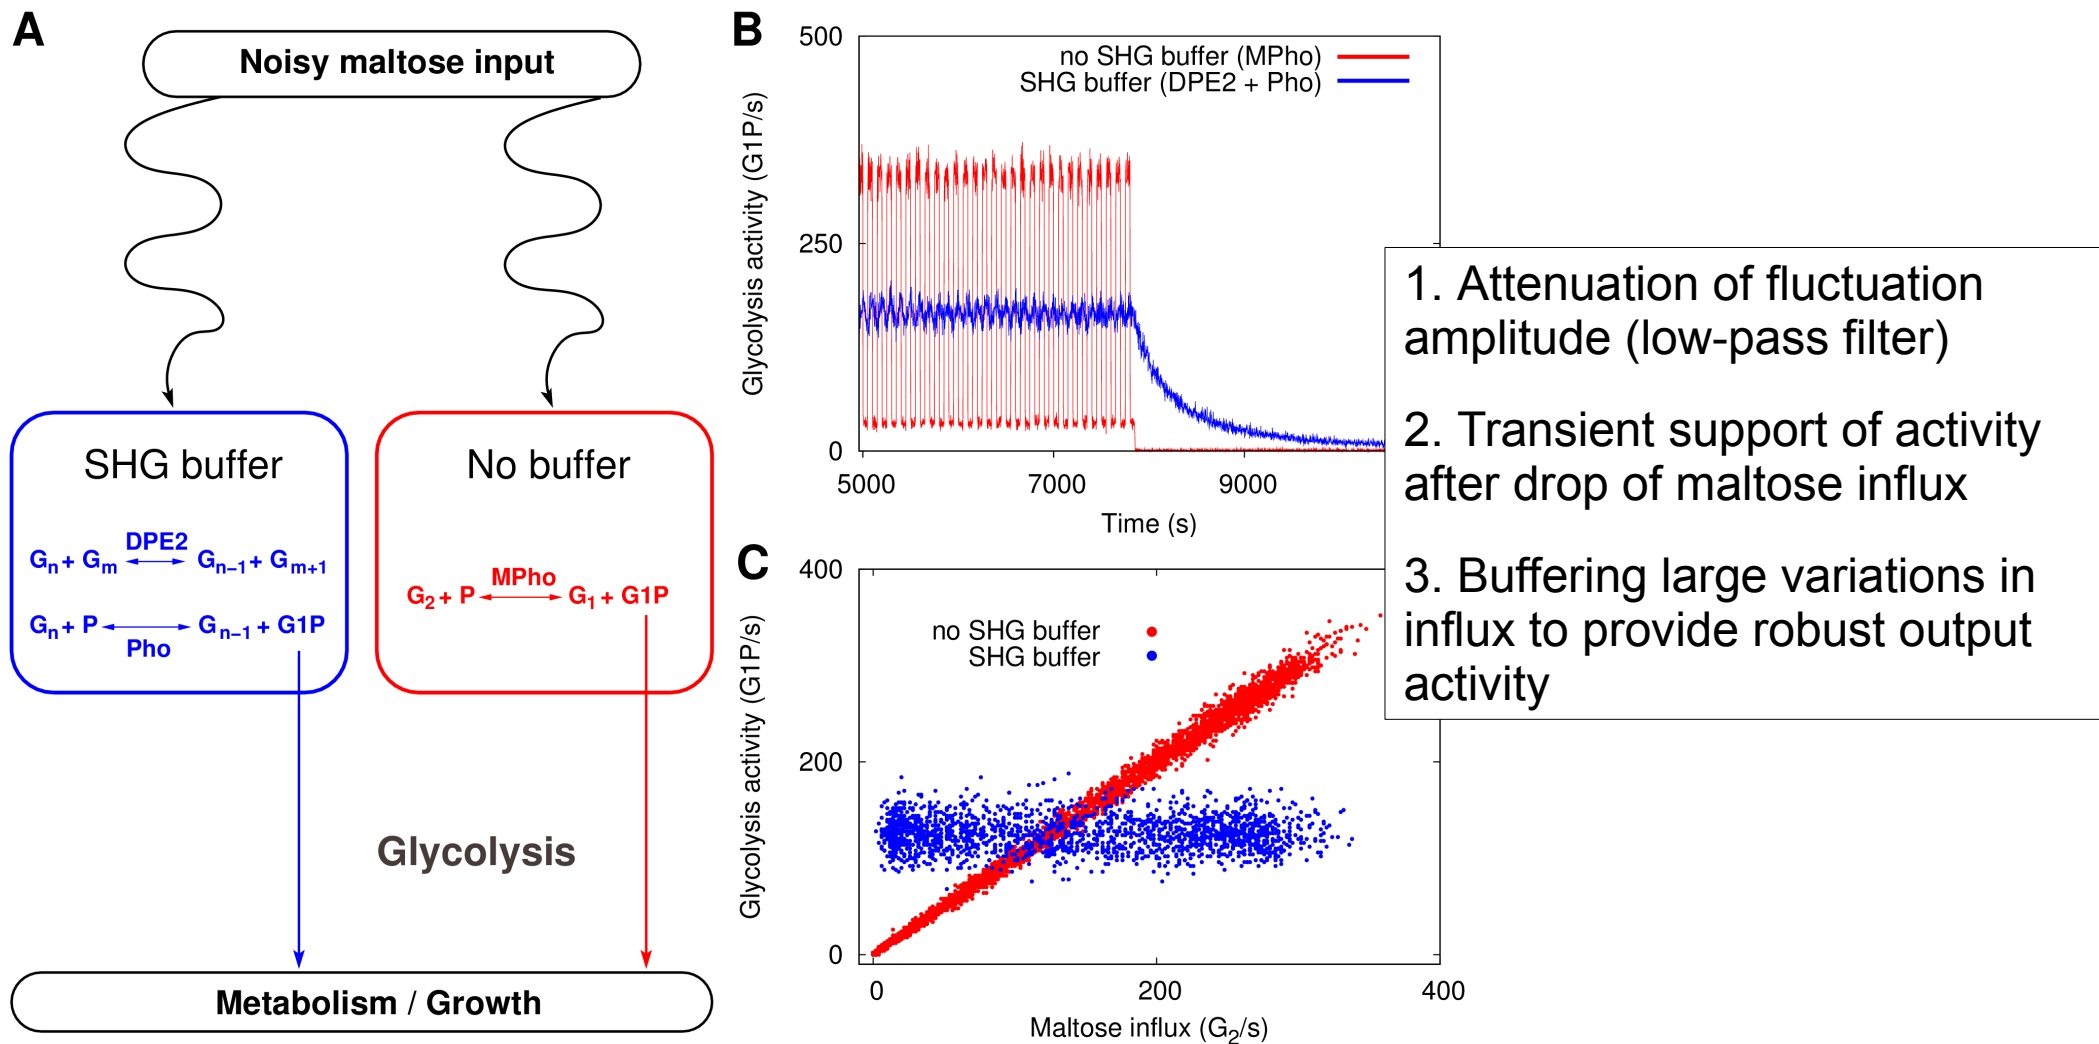 A
Noisy maltose input
SHG buffer
DPE2
Gn + Gm ⟷ Gn−1 + Gm+1
Gn + P ⟷ Gn−1 + G1P
Pho
No buffer
MPho
G2 + P ⟷ G1 + G1P
Glycolysis
Metabolism / Growth
B
500
250
0
Glycolysis activity (G1P/s)
no SHG buffer (MPho)
SHG buffer (DPE2 + Pho)
5000 7000 9000
Time (s)
C
400
200
0
Glycolysis activity (G1P/s)
no SHG buffer
SHG buffer
0 200 400
Maltose influx (G2/s)
1. Attenuation of fluctuation
amplitude (low-pass filter)
2. Transient support of activity
after drop of maltose influx
3. Buffering large variations in
influx to provide robust output
activity